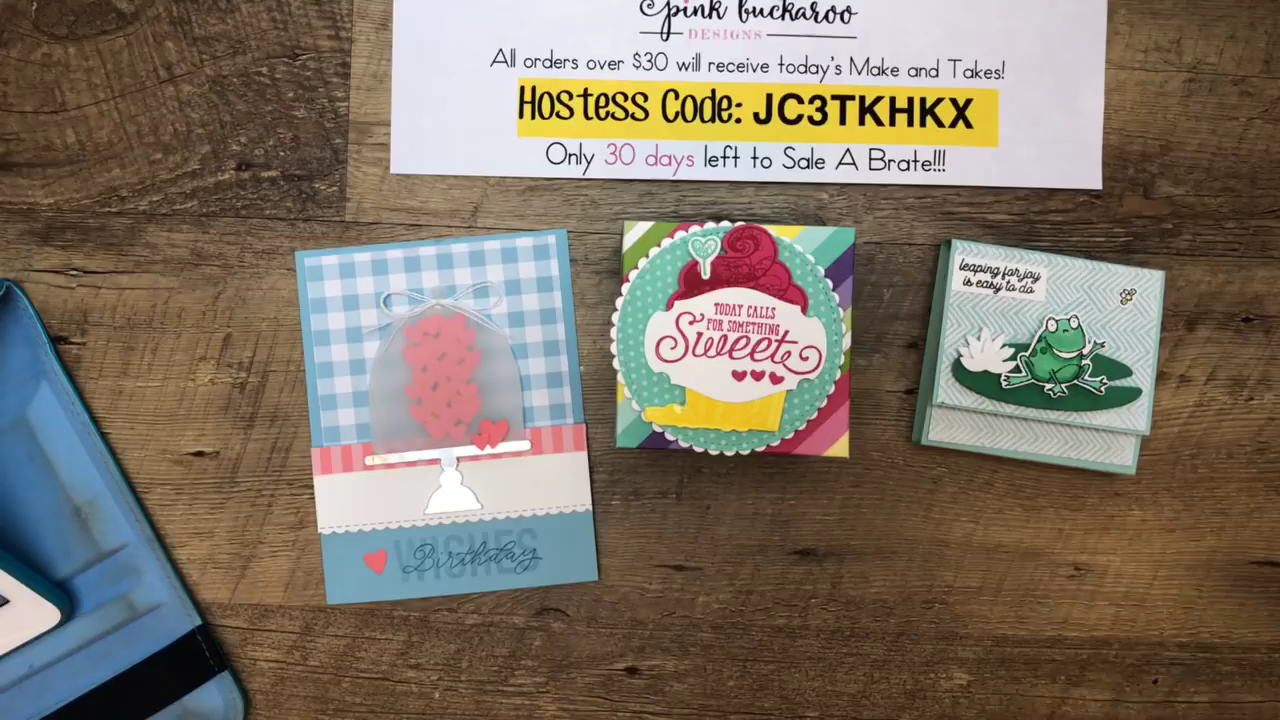 pink buckaroo
DESIGNS
All orders over $30 will receive today's Make and Takes!
Hostess Code: JC3TKHKX
Only 30 days left to Sale A Brate!!!
TODAY CALLS
FOR SOMETHING
Sweet
leaping for joy
is easy to do
WISHES
Birthday